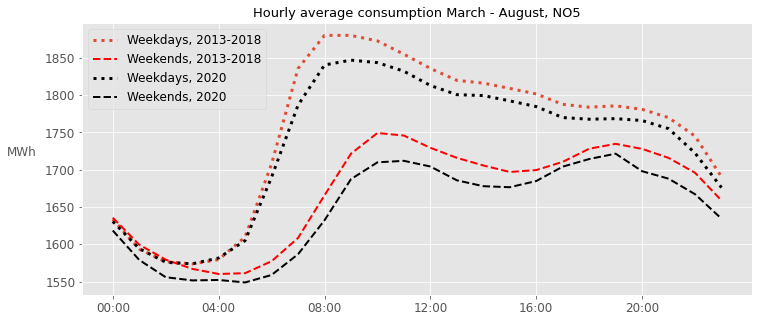 Hourly average consumption March - August, NO5
Weekdays, 2013-2018
Weekends, 2013-2018
Weekdays, 2020
Weekends, 2020
MWh
1850
1800
1750
1700
1650
1600
1550
00:00 04:00 08:00 12:00 16:00 20:00